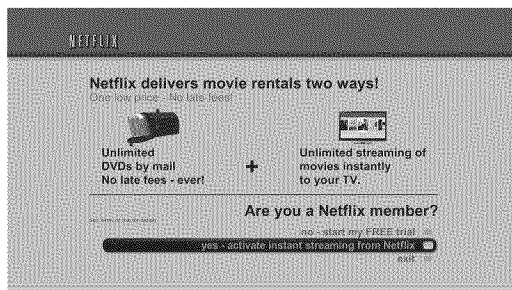 NETFLIX
Netflix delivers movie rentals two ways!
One low price - No late fees!
Unlimited
DVDs by mail
No late fees - ever!
+
Unlimited streaming of
movies instantly
to your TV.
Are you a Netflix member?
no - start my FREE trial
yes - activate instant streaming from Netflix
exit